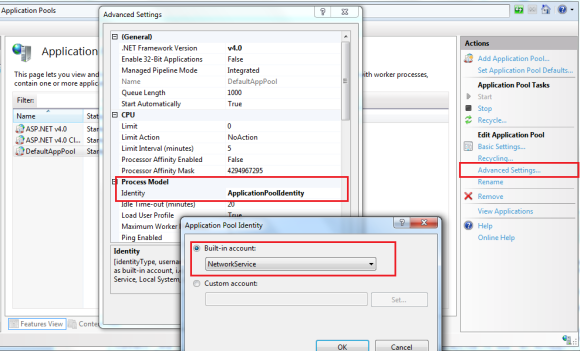 Application Pools
Application
This page lets you view and
contain one or more applic
ith worker processes,
Filter:
Name
Stat
ASP.NET v4.0
Start
ASP.NET v4.0 Cl...
Start
DefaultAppPool
Start
Features View
Conte
Advanced Settings
(General)
.NET Framework Version v4.0
Enable 32-Bit Applications False
Managed Pipeline Mode Integrated
Name DefaultAppPool
Queue Length 1000
Start Automatically True
CPU
Limit 0
Limit Action NoAction
Limit Interval (minutes) 5
Processor Affinity Enabled False
Processor Affinity Mask 4294967295
Process Model
Identity ApplicationPoolIdentity
Idle Time-out (minutes) 20
Load User Profile True
Maximum Worker
Ping Enabled
Identity
[identityType, userna
as built-in account, i.
Service, Local System,
Application Pool Identity
Built-in account:
NetworkService
Custom account:
Set...
OK Cancel
Actions
Add Application Pool...
Set Application Pool Defaults...
Application Pool Tasks
Start
Stop
Recycle...
Edit Application Pool
Basic Settings...
Recycling...
Advanced Settings...
Rename
Remove
View Applications
Help
Online Help